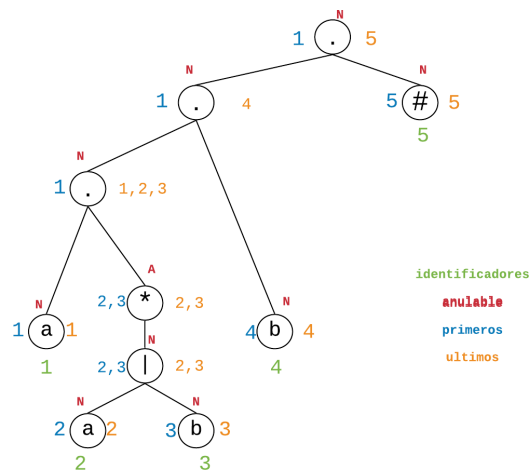 N
1 . 5
N N
1 . 4 5 # 5
5
N
1 . 1,2,3
A
2,3 * 2,3
identificadores
N N anulable
1 a 1 4 b 4 primeros
N
1 2,3 | 2,3 4 ultimos
N N
2 a 2 3 b 3
2 3